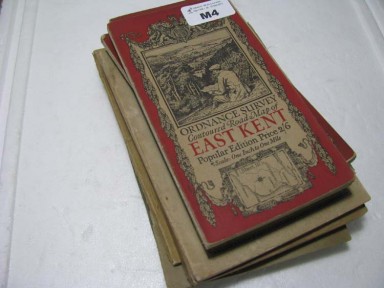 M4
ORDNANCE SURVEY
Contoured Road Map of
EAST KENT
Popular Edition Price 2/6
Scale: One Inch to One Mile